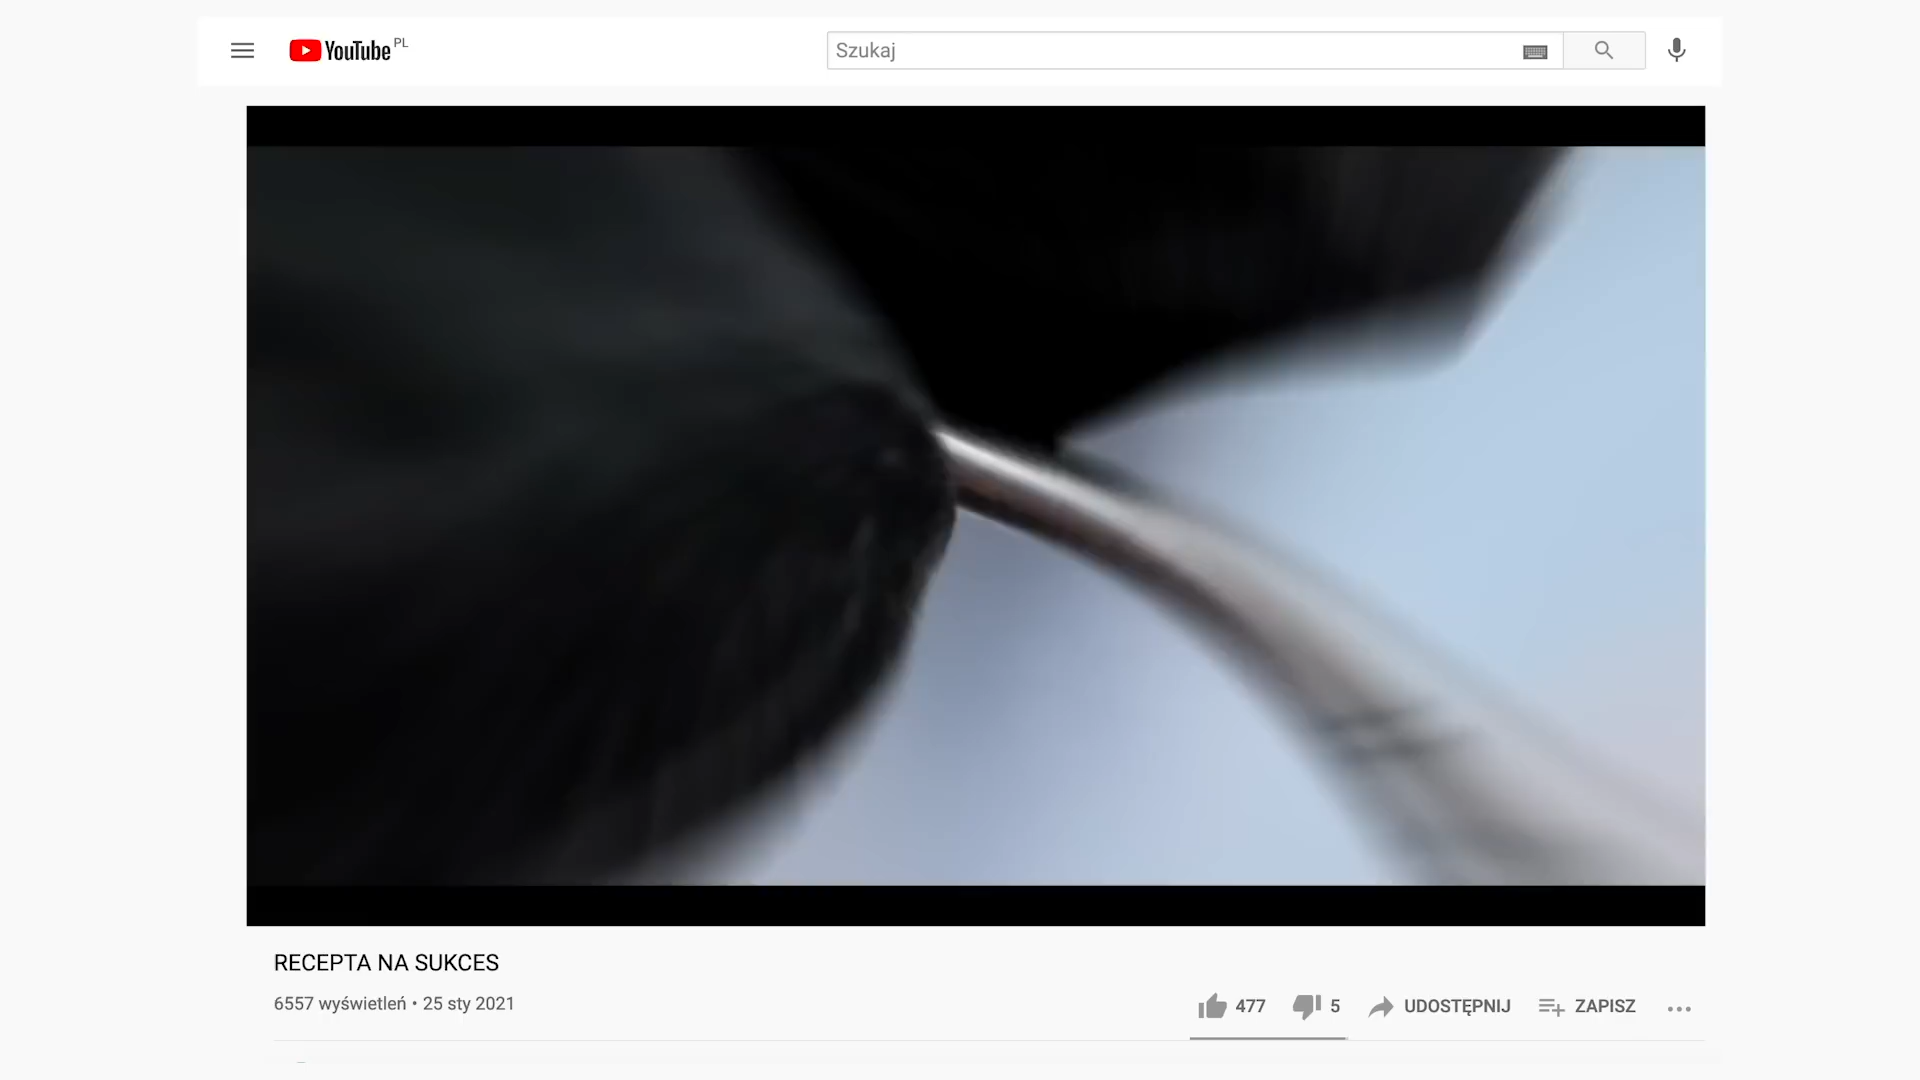 YouTube PL
Szukaj
RECEPTA NA SUKCES
6557 wyświetleń • 25 sty 2021
477
5
UDOSTĘPNIJ
ZAPISZ